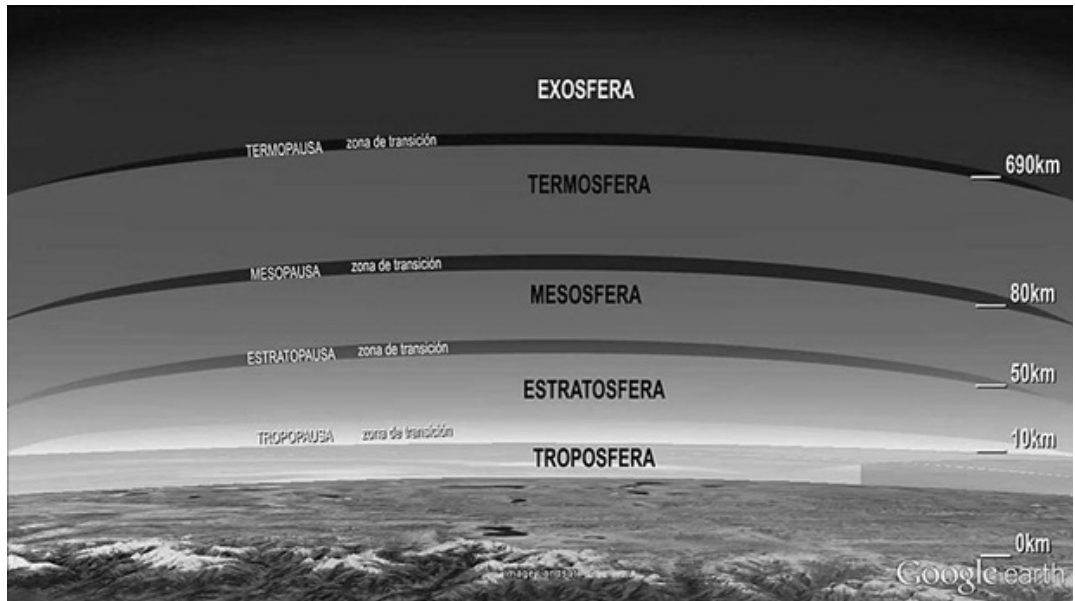 EXOSFERA
TERMOPAUSA zona de transición
690km
TERMOSFERA
MESOPAUSA zona de transición
80km
MESOSFERA
ESTRATOPAUSA zona de transición
50km
ESTRATOSFERA
TROPOPAUSA zona de transición
10km
TROPOSFERA
0km
Google earth